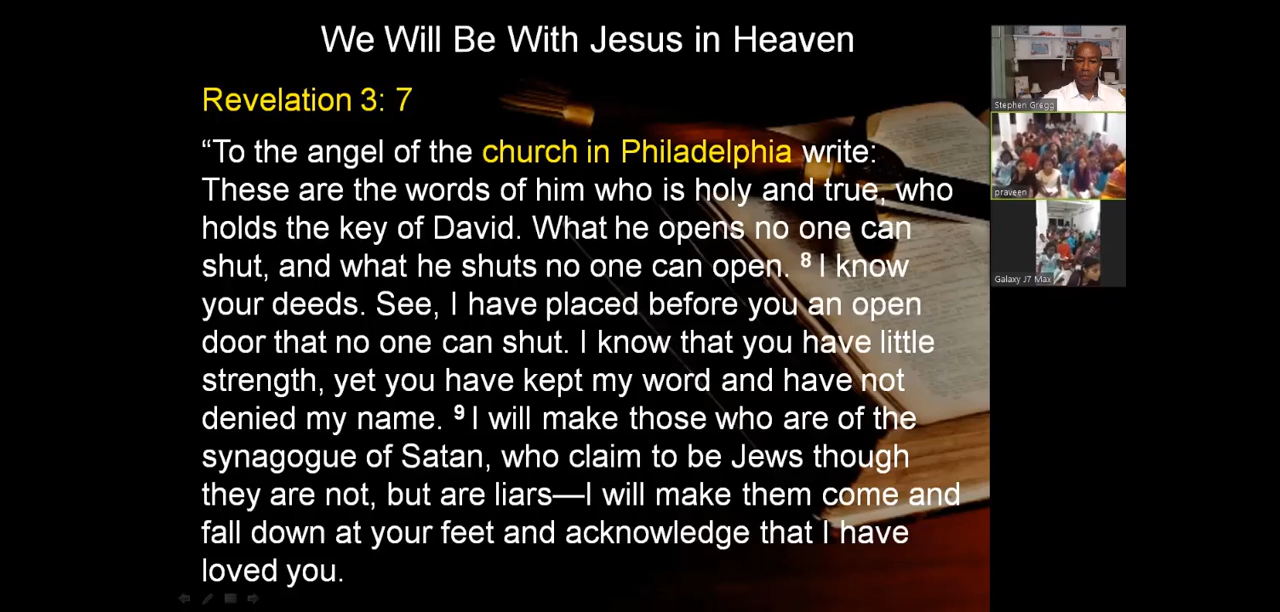 We Will Be With Jesus in Heaven
Revelation 3: 7
“To the angel of the church in Philadelphia write:
These are the words of him who is holy and true, who
holds the key of David. What he opens no one can
shut, and what he shuts no one can open. 8 I know
your deeds. See, I have placed before you an open
door that no one can shut. I know that you have little
strength, yet you have kept my word and have not
denied my name. 9 I will make those who are of the
synagogue of Satan, who claim to be Jews though
they are not, but are liars—I will make them come and
fall down at your feet and acknowledge that I have
loved you.
Stephen Gregg
praveen
Galaxy J7 Max